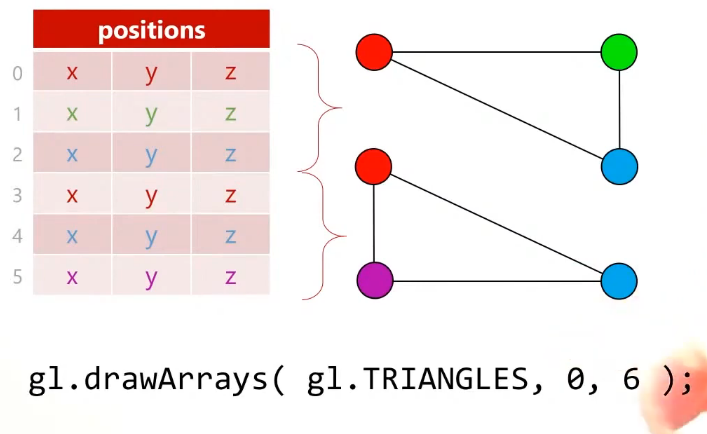 positions
0 x y z
1 x y z
2 x y z
3 x y z
4 x y z
5 x y z
gl.drawArrays( gl.TRIANGLES, 0, 6 );